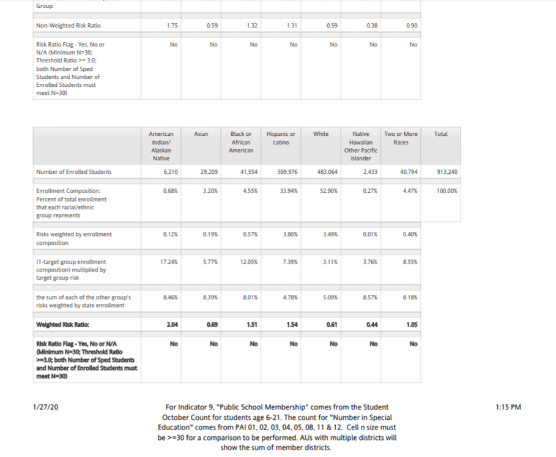 Group
Non-Weighted Risk Ratio 1.75 0.59 1.32 1.31 0.59 0.38 0.90
Risk Ratio Flag - Yes, No or No No No No No No No
N/A (Minimum N=30;
Threshold Ratio >= 3.0;
both Number of Sped
Students and Number of
Enrolled Students must
meet N=30)
American Asian Black or Hispanic or White Native Two or More Total
Indian/ African Latino Hawaiian Races
Alaskan American Other Pacific
Native Islander
Number of Enrolled Students 6,210 29,209 41,554 309,976 483,064 2,433 40,794 913,240
Enrollment Composition: 0.68% 3.20% 4.55% 33.94% 52.90% 0.27% 4.47% 100.00%
Percent of total enrollment
that each racial/ethnic
group represents
Risks weighted by enrollment 0.12% 0.19% 0.57% 3.80% 3.49% 0.01% 0.40%
composition
(1-target group enrollment 17.24% 5.77% 12.05% 7.39% 3.11% 3.76% 8.55%
composition) multiplied by
target group risk
the sum of each of the other group's 8.46% 8.39% 8.01% 4.78% 5.09% 8.57% 8.18%
risks weighted by state enrollment
Weighted Risk Ratio: 2.04 0.69 1.51 1.54 0.61 0.44 1.05
Risk Ratio Flag - Yes, No or N/A No No No No No No No
(Minimum N=30; Threshold Ratio
>=3.0; both Number of Sped Students
and Number of Enrolled Students must
meet N=30)
1/27/20 For Indicator 9, "Public School Membership" comes from the Student 1:15 PM
October Count for students age 6-21. The count for "Number in Special
Education" comes from PAI 01, 02, 03, 04, 05, 08, 11 & 12. Cell n size must
be >=30 for a comparison to be performed. AUs with multiple districts will
show the sum of member districts.